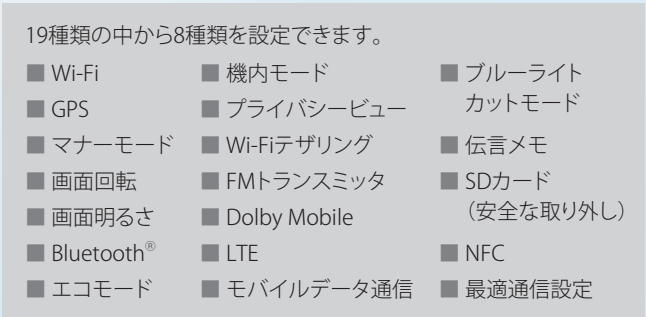 19種類の中から8種類を設定できます。
■ Wi-Fi
■ GPS
■ マナーモード
■ 画面回転
■ 画面明るさ
■ Bluetooth®
■ エコモード
■ 機内モード
■ プライバシービュー
■ Wi-Fiテザリング
■ FMトランスミッタ
■ Dolby Mobile
■ LTE
■ モバイルデータ通信
■ ブルーライト
カットモード
■ 伝言メモ
■ SDカード
（安全な取り外し）
■ NFC
■ 最適通信設定